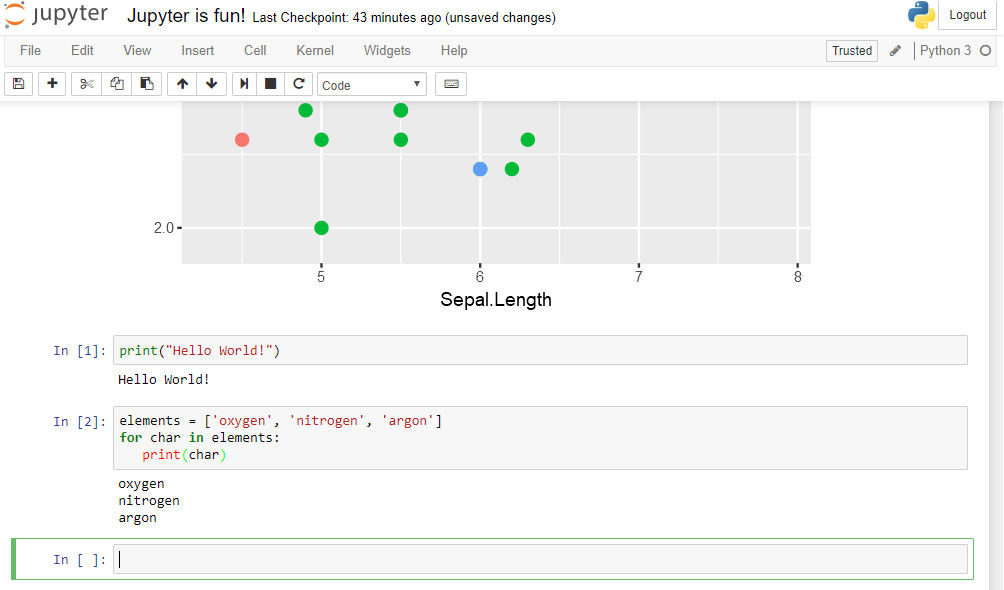 jupyter Jupyter is fun! Last Checkpoint: 43 minutes ago (unsaved changes) Logout
File Edit View Insert Cell Kernel Widgets Help Trusted Python 3
Code
2.0
5 6 7 8
Sepal.Length
In [1]: print("Hello World!")
Hello World!
In [2]: elements = ['oxygen', 'nitrogen', 'argon']
for char in elements:
   print(char)
oxygen
nitrogen
argon
In [ ]: